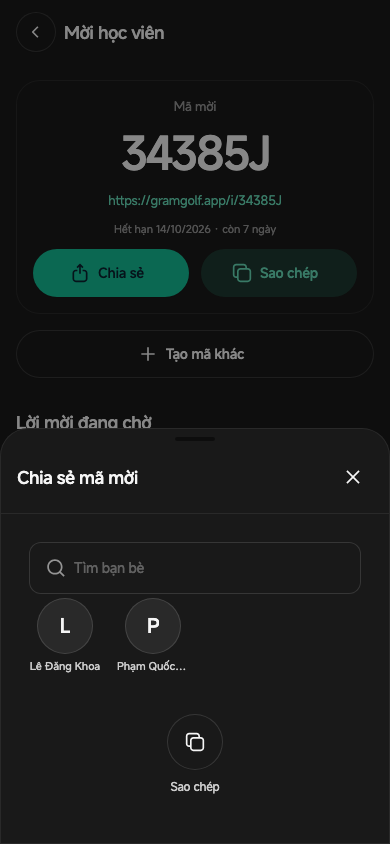 Mời học viên
Mã mời
34385J
https://gramgolf.app/i/34385J
Hết hạn 14/10/2026 · còn 7 ngày
Chia sẻ
Sao chép
Tạo mã khác
Lời mời đang chờ
Chia sẻ mã mời
Tìm bạn bè
L
P
Lê Đăng Khoa
Phạm Quốc...
Sao chép